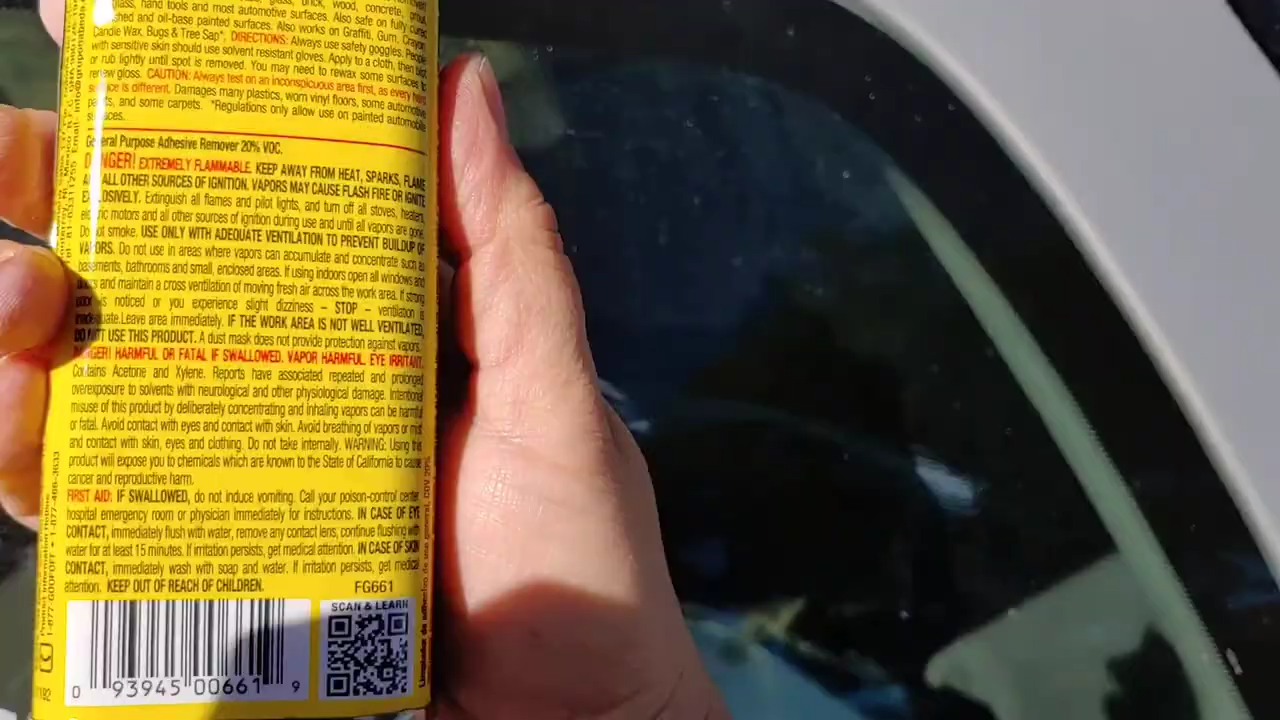 glass, hand tools and most automotive surfaces. Also safe on fully cured
and oil-base painted surfaces. Also works on Graffiti, Gum, Crayon,
Candle Wax, Bugs & Tree Sap*. DIRECTIONS: Always use safety goggles. People
with sensitive skin should use solvent resistant gloves. Apply to a cloth, then blot
or rub lightly until spot is removed. You may need to rewax some surfaces to
renew gloss. CAUTION: Always test on an inconspicuous area first, as every
surface is different. Damages many plastics, worn vinyl floors, some automotive
paints, and some carpets. *Regulations only allow use on painted automobile
surfaces.
General Purpose Adhesive Remover 20% VOC.
DANGER! EXTREMELY FLAMMABLE. KEEP AWAY FROM HEAT, SPARKS, FLAME
AND ALL OTHER SOURCES OF IGNITION. VAPORS MAY CAUSE FLASH FIRE OR IGNITE
EXPLOSIVELY. Extinguish all flames and pilot lights, and turn off all stoves, heaters,
electric motors and all other sources of ignition during use and until all vapors are gone.
Do not smoke. USE ONLY WITH ADEQUATE VENTILATION TO PREVENT BUILDUP OF
VAPORS. Do not use in areas where vapors can accumulate and concentrate such as
basements, bathrooms and small, enclosed areas. If using indoors open all windows and
doors and maintain a cross ventilation of moving fresh air across the work area. If strong
odor is noticed or you experience slight dizziness – STOP – ventilation is
inadequate.Leave area immediately. IF THE WORK AREA IS NOT WELL VENTILATED,
DO NOT USE THIS PRODUCT. A dust mask does not provide protection against vapors.
DANGER! HARMFUL OR FATAL IF SWALLOWED. VAPOR HARMFUL. EYE IRRITANT.
Contains Acetone and Xylene. Reports have associated repeated and prolonged
overexposure to solvents with neurological and other physiological damage. Intentional
misuse of this product by deliberately concentrating and inhaling vapors can be harmful
or fatal. Avoid contact with eyes and contact with skin. Avoid breathing of vapors or mist
and contact with skin, eyes and clothing. Do not take internally. WARNING: Using this
product will expose you to chemicals which are known to the State of California to cause
cancer and reproductive harm.
FIRST AID: IF SWALLOWED, do not induce vomiting. Call your poison-control center,
hospital emergency room or physician immediately for instructions. IN CASE OF EYE
CONTACT, immediately flush with water, remove any contact lens, continue flushing with
water for at least 15 minutes. If irritation persists, get medical attention. IN CASE OF SKIN
CONTACT, immediately wash with soap and water. If irritation persists, get medical
attention. KEEP OUT OF REACH OF CHILDREN.
FG661
SCAN & LEARN
0 93945 00661 9